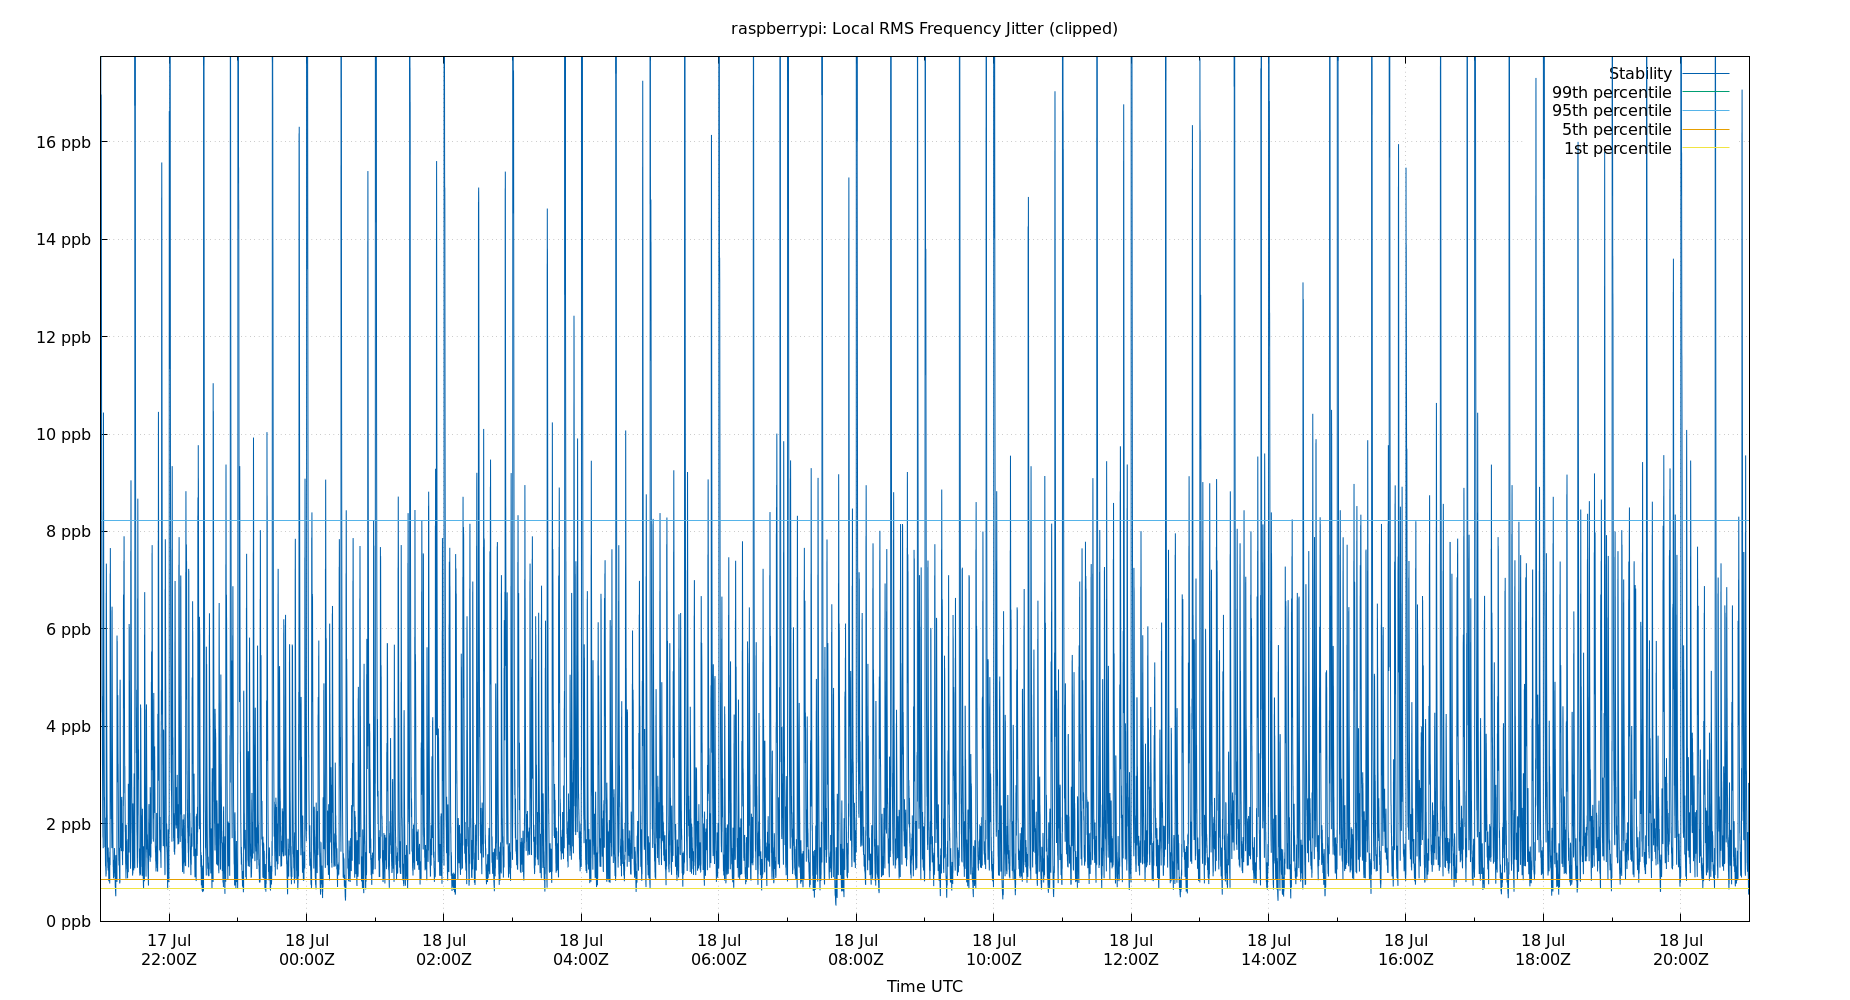 raspberrypi: Local RMS Frequency Jitter (clipped)
Stability
99th percentile
95th percentile
5th percentile
1st percentile
16 ppb
14 ppb
12 ppb
10 ppb
8 ppb
6 ppb
4 ppb
2 ppb
0 ppb
17 Jul 18 Jul 18 Jul 18 Jul 18 Jul 18 Jul 18 Jul 18 Jul 18 Jul 18 Jul 18 Jul 18 Jul
22:00Z 00:00Z 02:00Z 04:00Z 06:00Z 08:00Z 10:00Z 12:00Z 14:00Z 16:00Z 18:00Z 20:00Z
Time UTC